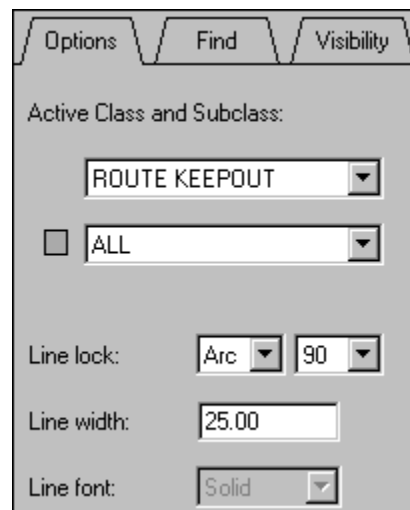 Options Find Visibility
Active Class and Subclass:
ROUTE KEEPOUT
ALL
Line lock: Arc 90
Line width: 25.00
Line font: Solid